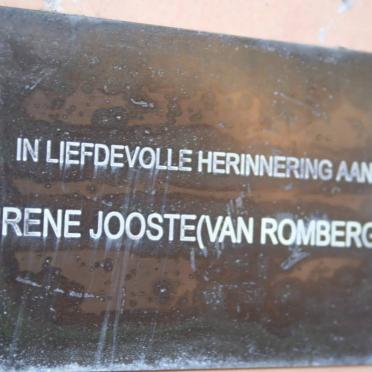 IN LIEFDEVOLLE HERINNERING AAN
RENE JOOSTE(VAN ROMBERG